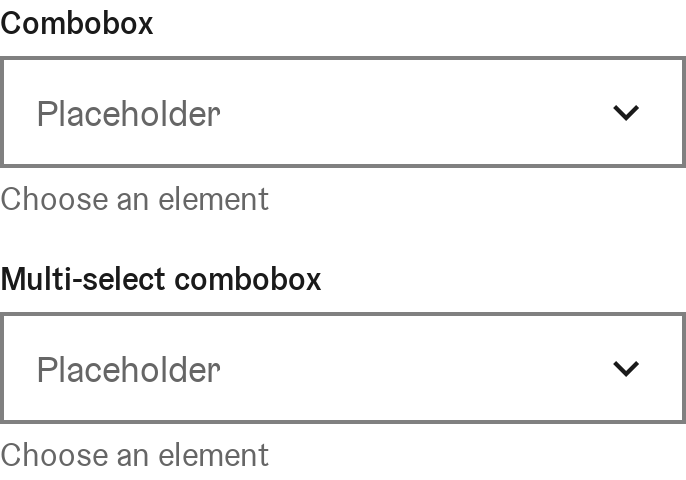 Combobox
Placeholder
Choose an element
Multi-select combobox
Placeholder
Choose an element